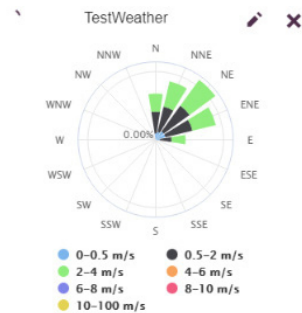 TestWeather
N
NNW NNE
NW NE
WNW ENE
0.00%
W E
WSW ESE
SW SE
SSW SSE
S
0-0.5 m/s 0.5-2 m/s
2-4 m/s 4-6 m/s
6-8 m/s 8-10 m/s
10-100 m/s